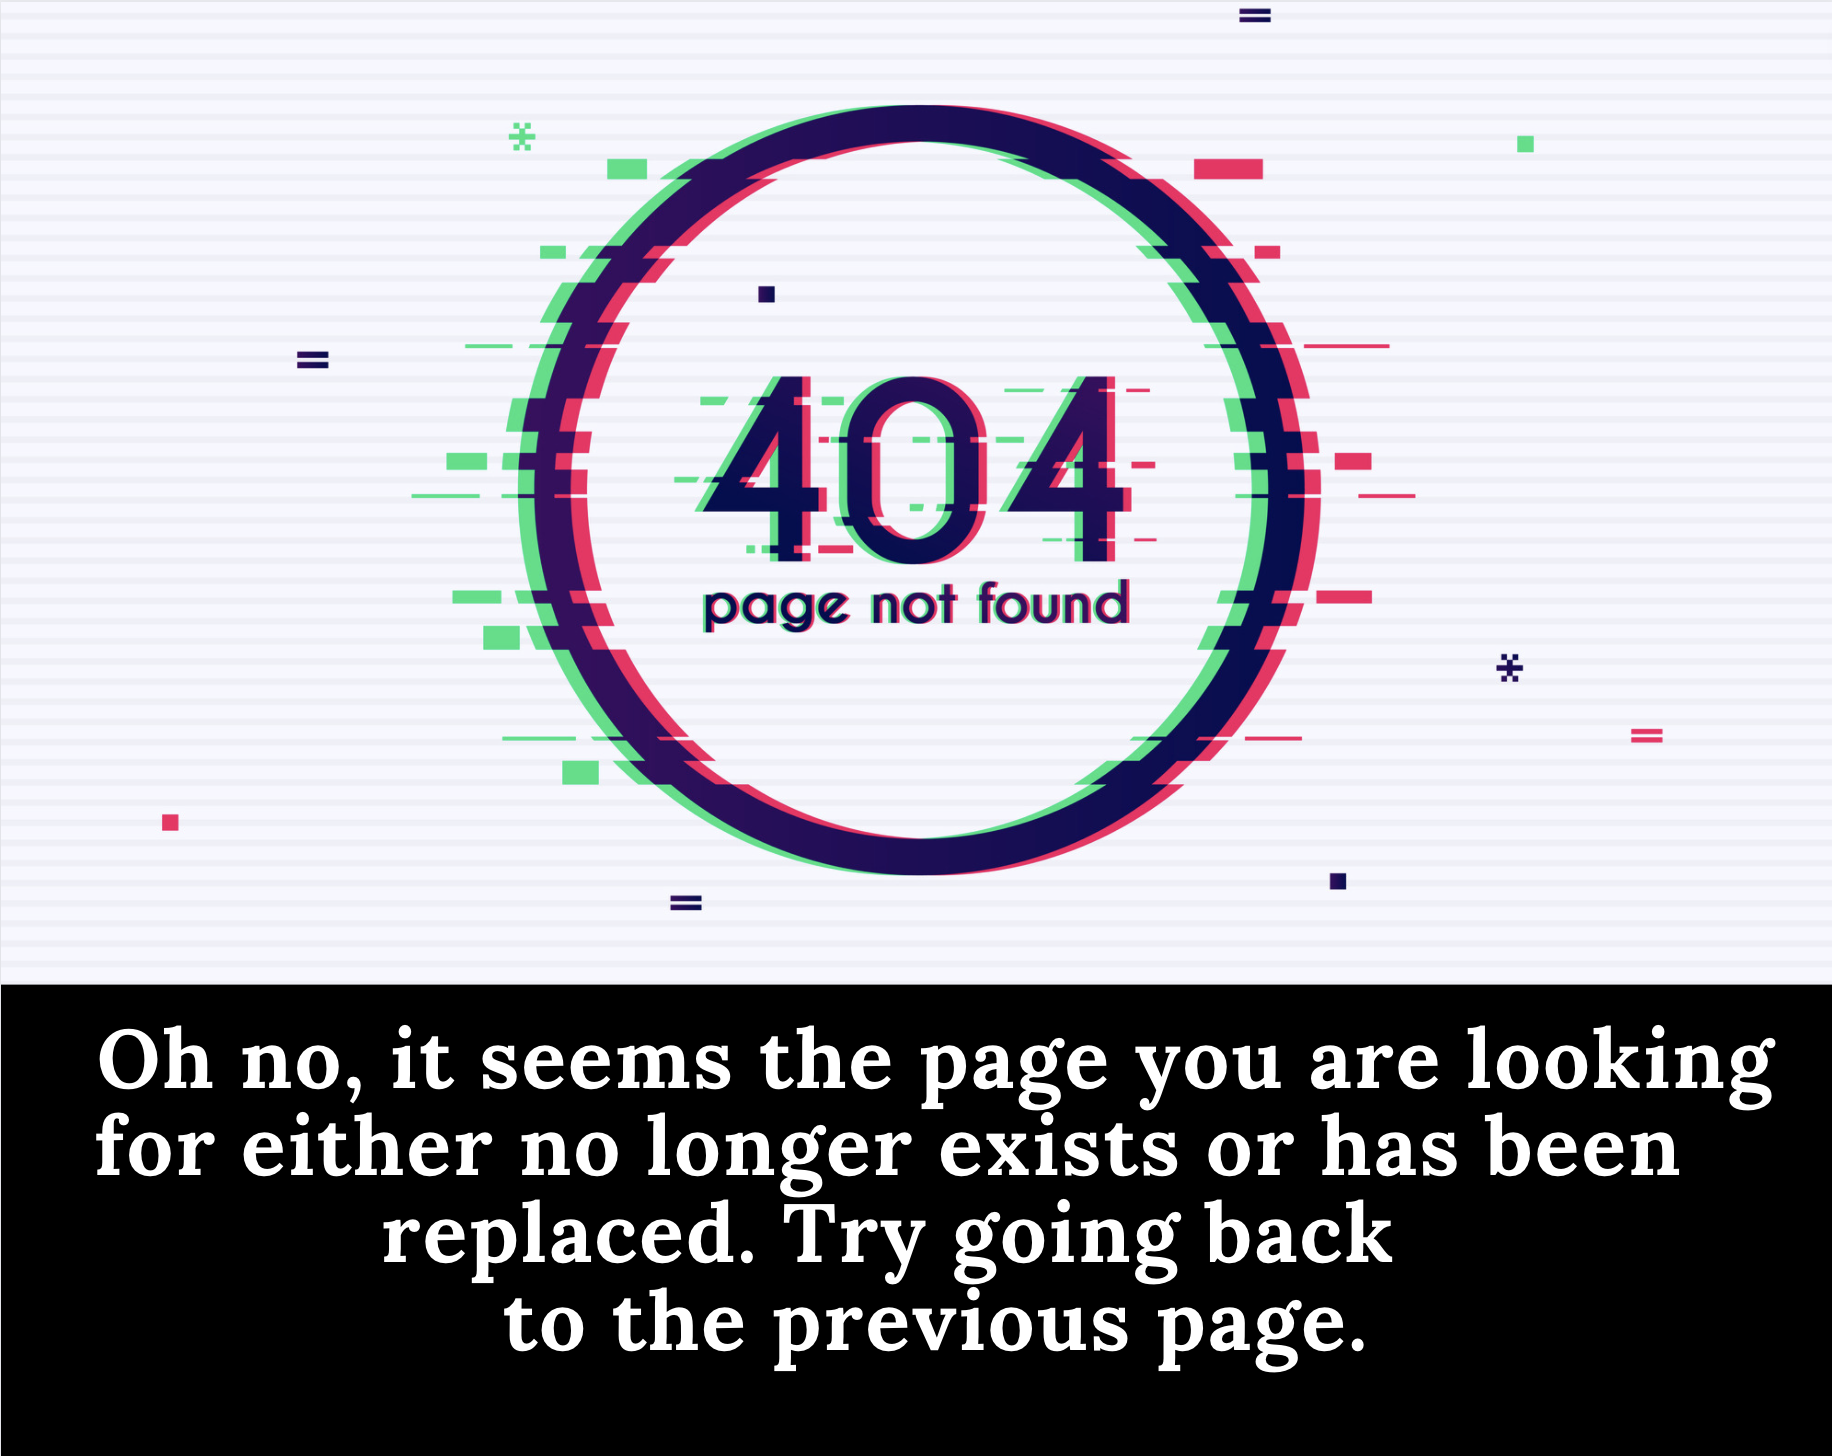 404
page not found
Oh no, it seems the page you are looking
for either no longer exists or has been
replaced. Try going back
to the previous page.